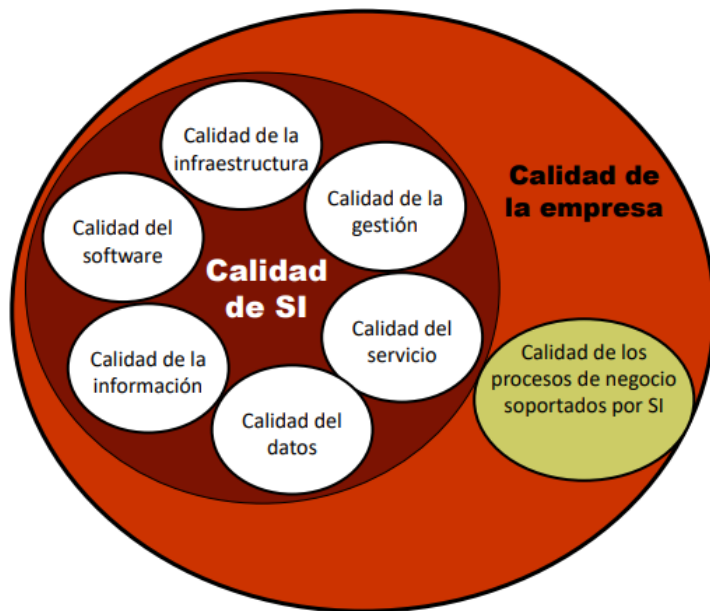 Calidad de la
infraestructura
Calidad de la
gestión
Calidad de
la empresa
Calidad del
software
Calidad
de SI
Calidad del
servicio
Calidad de la
información
Calidad de los
procesos de negocio
soportados por SI
Calidad del
datos